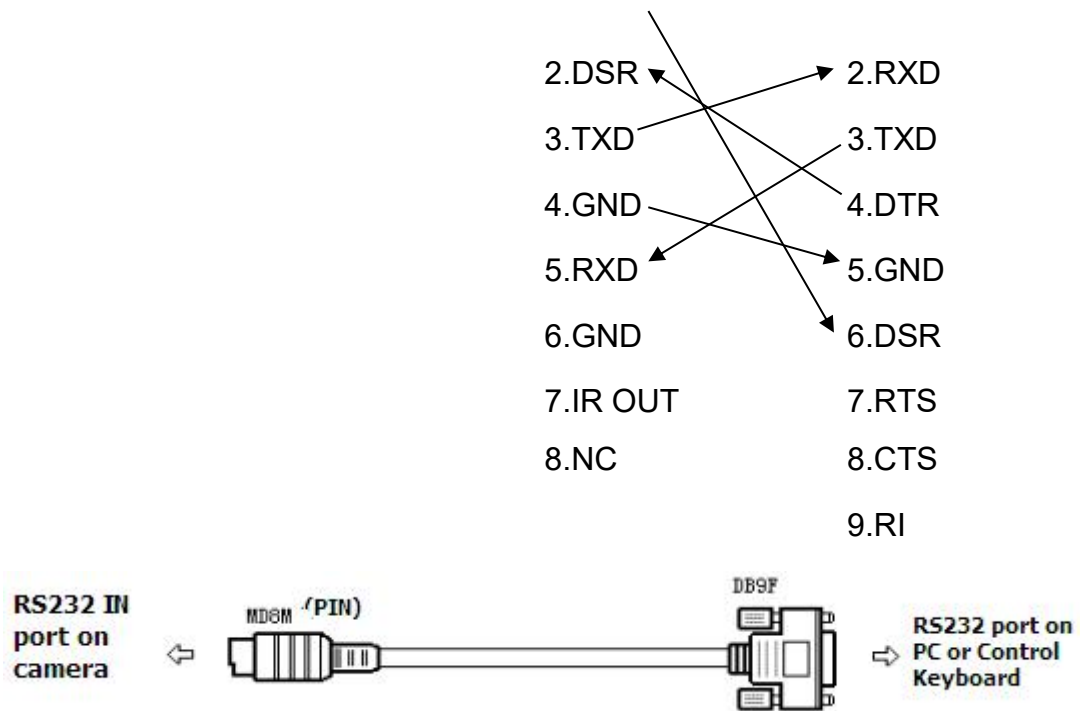 2.DSR 2.RXD
3.TXD 3.TXD
4.GND 4.DTR
5.RXD 5.GND
6.GND 6.DSR
7.IR OUT 7.RTS
8.NC 8.CTS
9.RI
RS232 IN
port on
camera
MD8M (PIN)
DB9F
RS232 port on
PC or Control
Keyboard